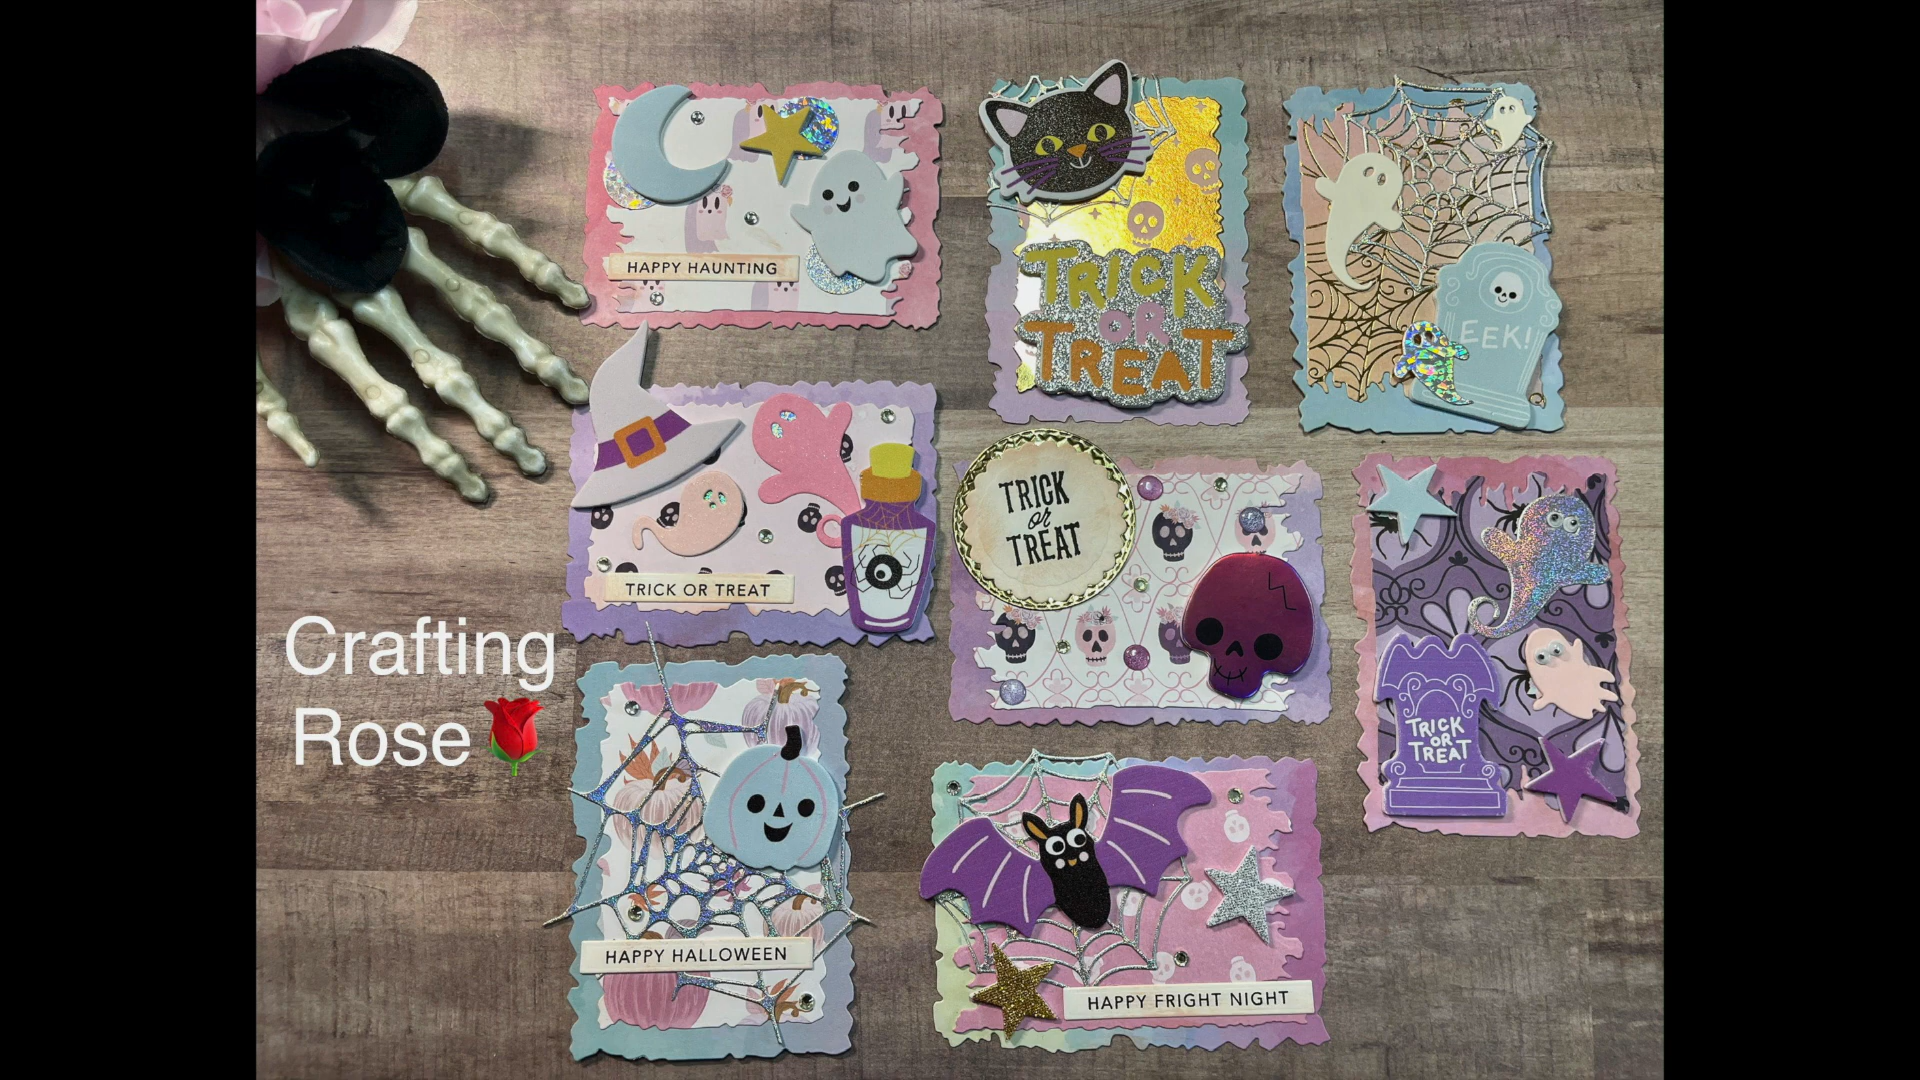 HAPPY HAUNTING
TRICK
OR
TREAT
EEK!
TRICK OR TREAT
TRICK
or
TREAT
TRICK
OR
TREAT
Crafting
Rose🌹
HAPPY HALLOWEEN
HAPPY FRIGHT NIGHT